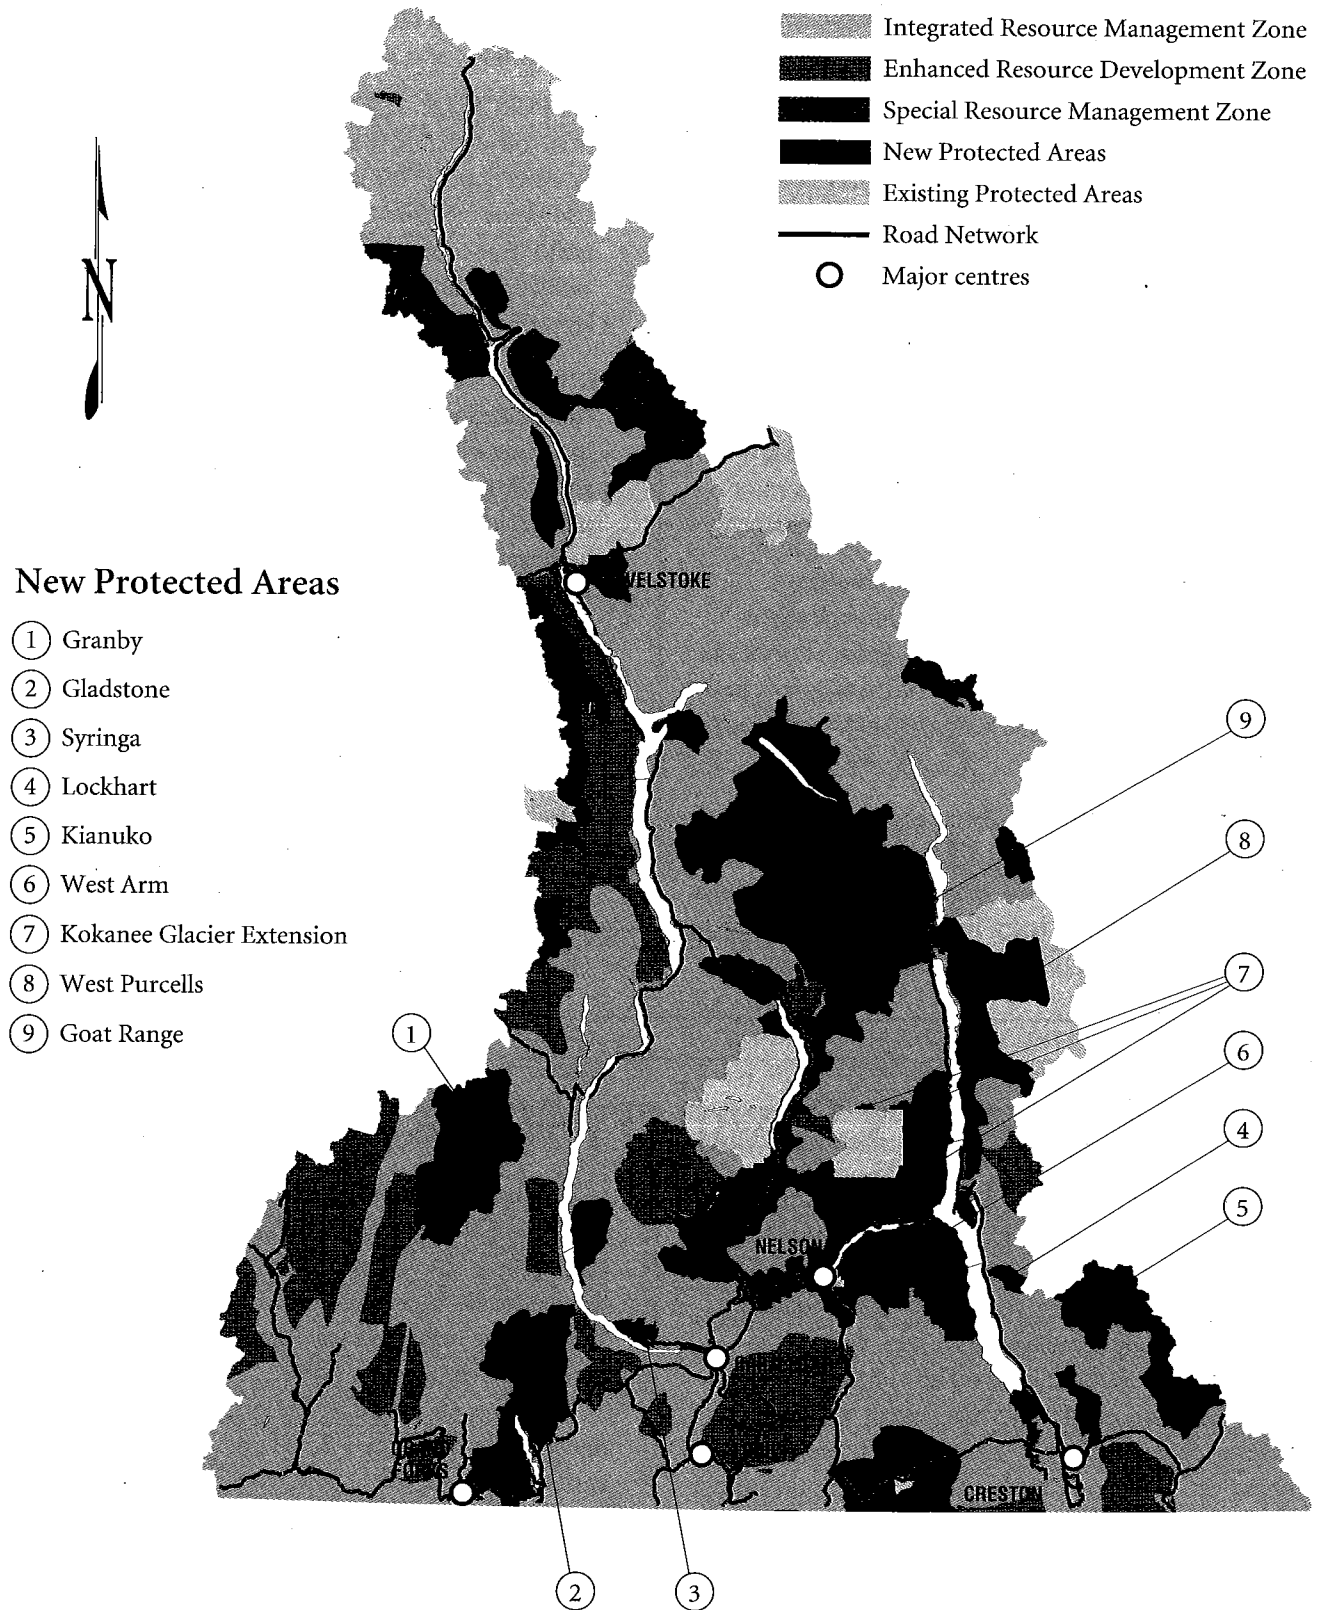 Integrated Resource Management Zone
Enhanced Resource Development Zone
Special Resource Management Zone
New Protected Areas
Existing Protected Areas
Road Network
Major centres
N
New Protected Areas
1 Granby
2 Gladstone
3 Syringa
4 Lockhart
5 Kianuko
6 West Arm
7 Kokanee Glacier Extension
8 West Purcells
9 Goat Range
VELSTOKE
9
8
7
1
6
4
5
NELSON
CRESTON
2
3